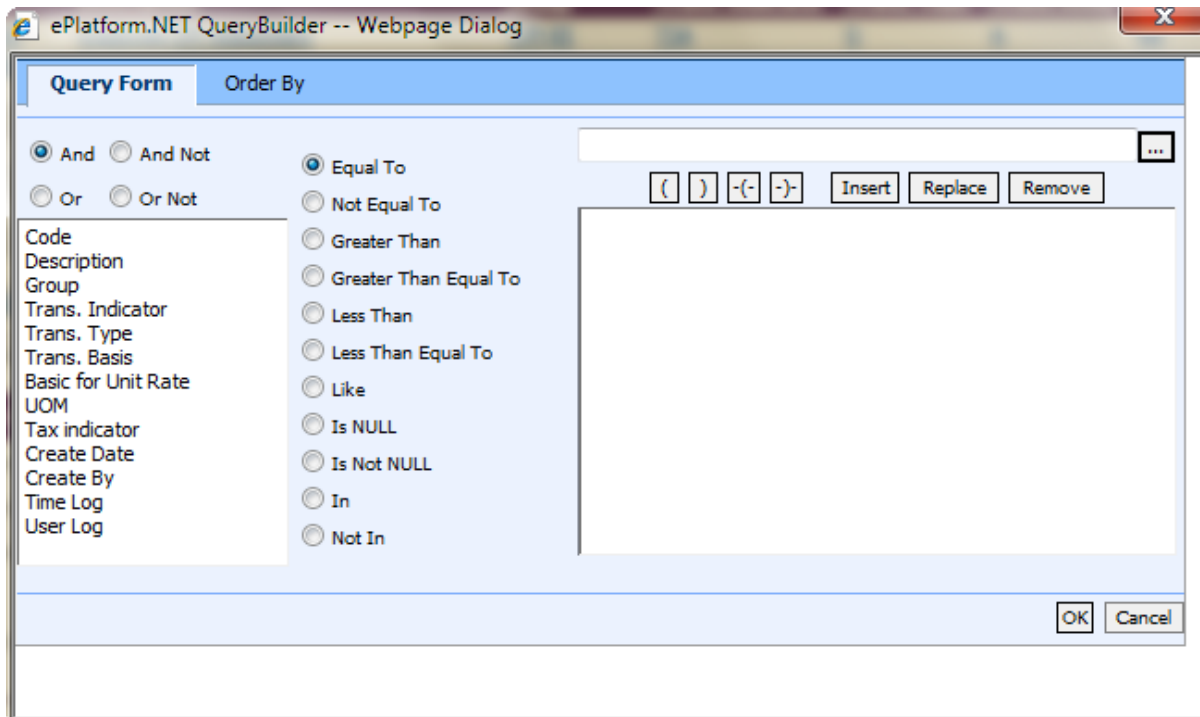 ePlatform.NET QueryBuilder -- Webpage Dialog
X
Query Form Order By
And And Not
Or Or Not
Code
Description
Group
Trans. Indicator
Trans. Type
Trans. Basis
Basic for Unit Rate
UOM
Tax indicator
Create Date
Create By
Time Log
User Log
Equal To
Not Equal To
Greater Than
Greater Than Equal To
Less Than
Less Than Equal To
Like
Is NULL
Is Not NULL
In
Not In
...
( ) -(- -)- Insert Replace Remove
OK Cancel